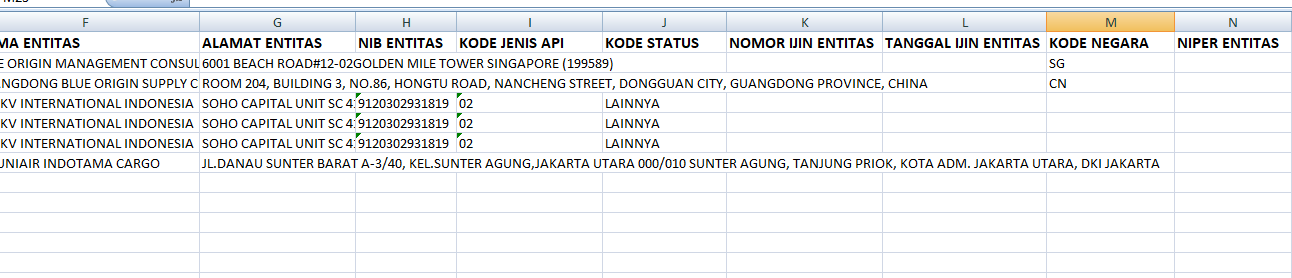 F G H I J K L M N
MA ENTITAS ALAMAT ENTITAS NIB ENTITAS KODE JENIS API KODE STATUS NOMOR IJIN ENTITAS TANGGAL IJIN ENTITAS KODE NEGARA NIPER ENTITAS
E ORIGIN MANAGEMENT CONSUL 6001 BEACH ROAD#12-02GOLDEN MILE TOWER SINGAPORE (199589) SG
ANGDONG BLUE ORIGIN SUPPLY C ROOM 204, BUILDING 3, NO.86, HONGTU ROAD, NANCHENG STREET, DONGGUAN CITY, GUANGDONG PROVINCE, CHINA CN
KV INTERNATIONAL INDONESIA SOHO CAPITAL UNIT SC 41 9120302931819 02 LAINNYA
KV INTERNATIONAL INDONESIA SOHO CAPITAL UNIT SC 41 9120302931819 02 LAINNYA
KV INTERNATIONAL INDONESIA SOHO CAPITAL UNIT SC 41 9120302931819 02 LAINNYA
UNIAIR INDOTAMA CARGO JL.DANAU SUNTER BARAT A-3/40, KEL.SUNTER AGUNG,JAKARTA UTARA 000/010 SUNTER AGUNG, TANJUNG PRIOK, KOTA ADM. JAKARTA UTARA, DKI JAKARTA